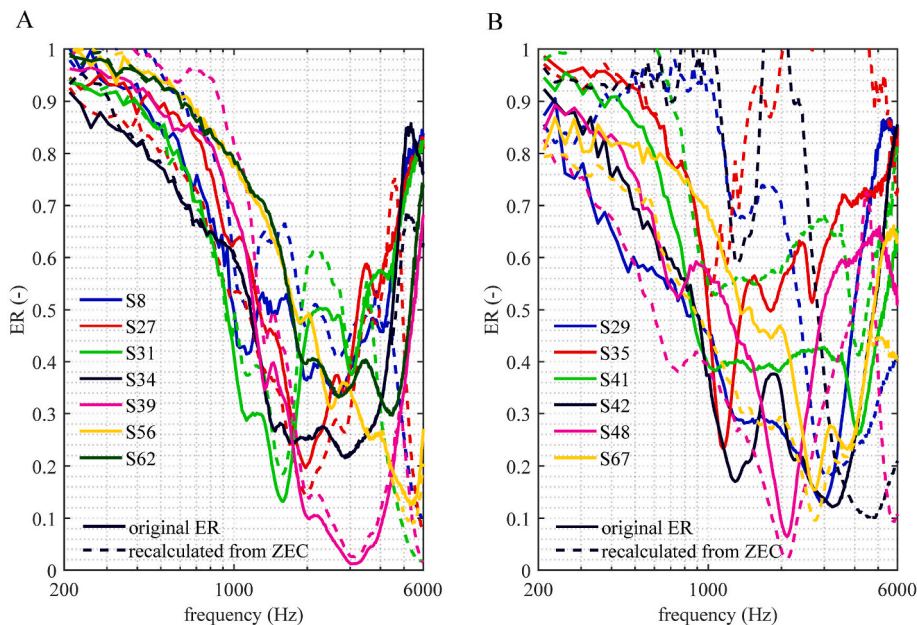 A
B
ER (-)
1
0.9
0.8
0.7
0.6
0.5
0.4
0.3
0.2
0.1
0
200
1000
6000
frequency (Hz)
S8
S27
S31
S34
S39
S56
S62
original ER
recalculated from ZEC
ER (-)
1
0.9
0.8
0.7
0.6
0.5
0.4
0.3
0.2
0.1
0
200
1000
6000
frequency (Hz)
S29
S35
S41
S42
S48
S67
original ER
recalculated from ZEC